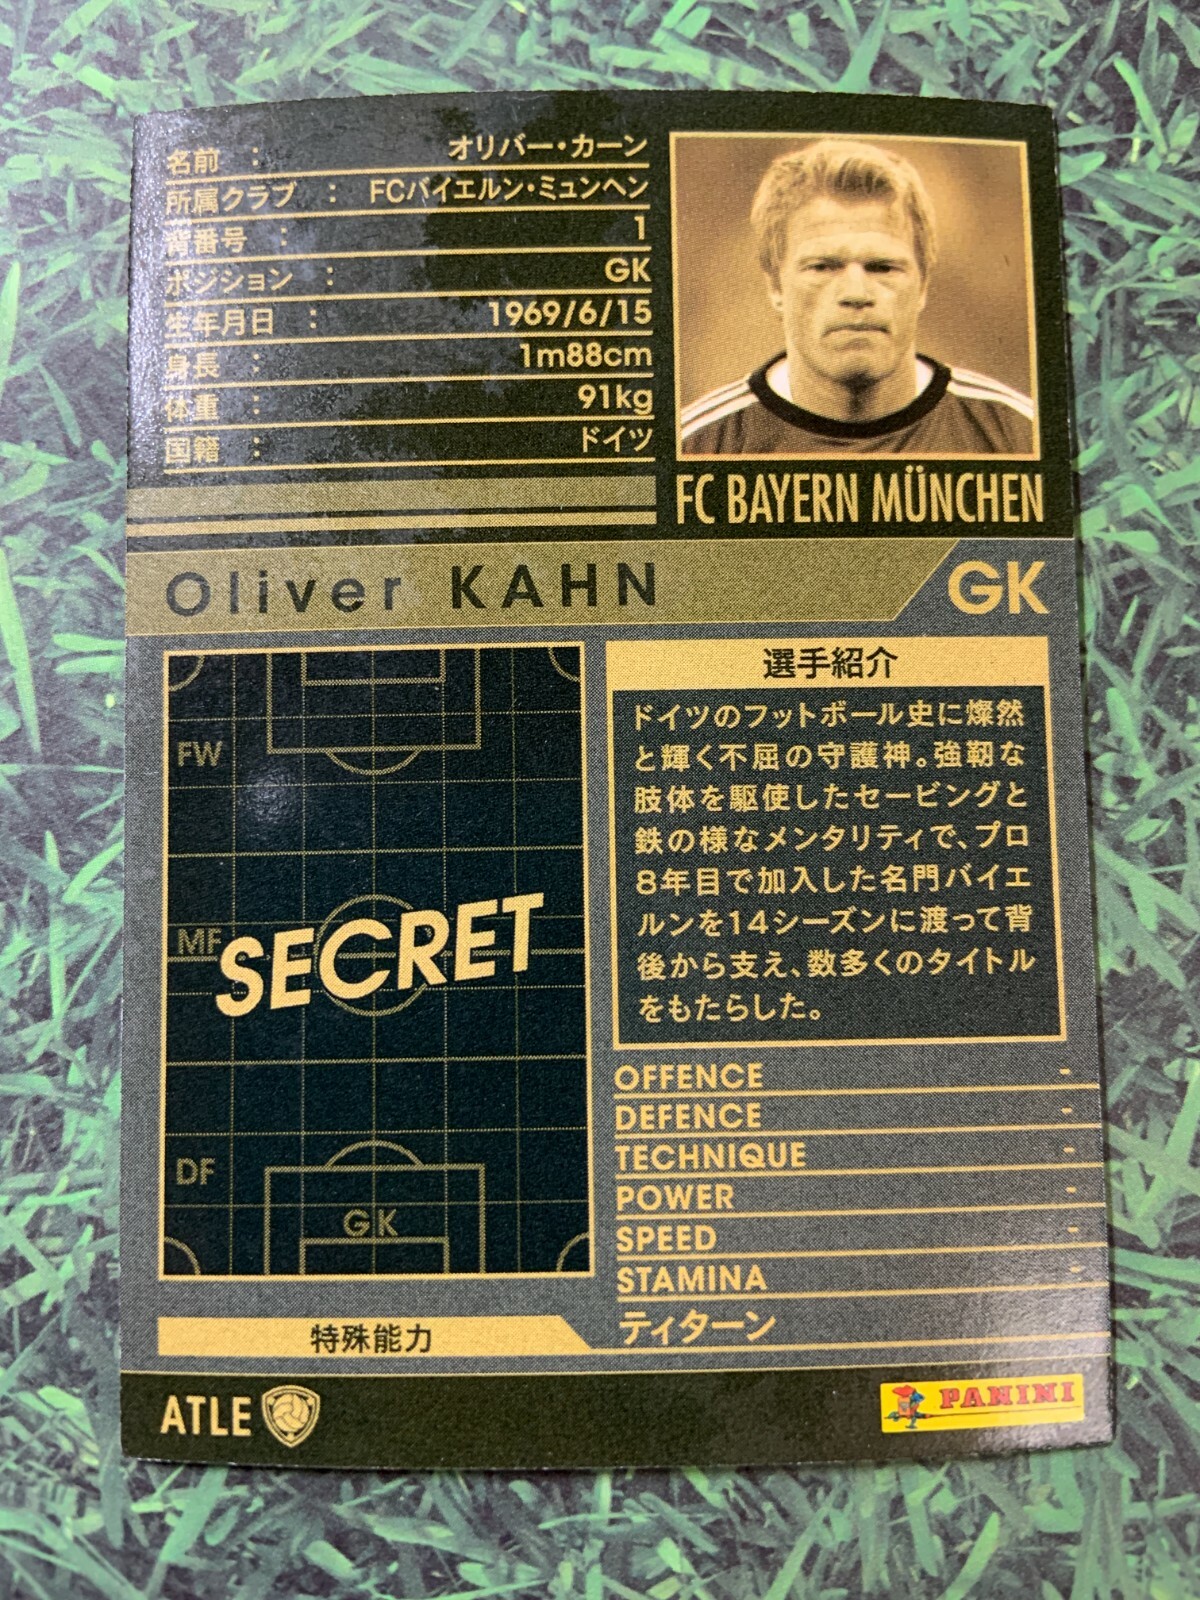 名前 : オリバー・カーン
所属クラブ : FCバイエルン・ミュンヘン
背番号 : 1
ポジション : GK
生年月日 : 1969/6/15
身長 : 1m88cm
体重 : 91kg
国籍 : ドイツ
FC BAYERN MÜNCHEN
Oliver KAHN
GK
FW
MF
SECRET
DF
GK
選手紹介
ドイツのフットボール史に燦然
と輝く不屈の守護神。強靭な
肢体を駆使したセービングと
鉄の様なメンタリティで、プロ
8年目で加入した名門バイエ
ルンを14シーズンに渡って背
後から支え、数多くのタイトル
をもたらした。
OFFENCE -
DEFENCE -
TECHNIQUE -
POWER -
SPEED -
STAMINA -
特殊能力 ティターン
ATLE
PANINI